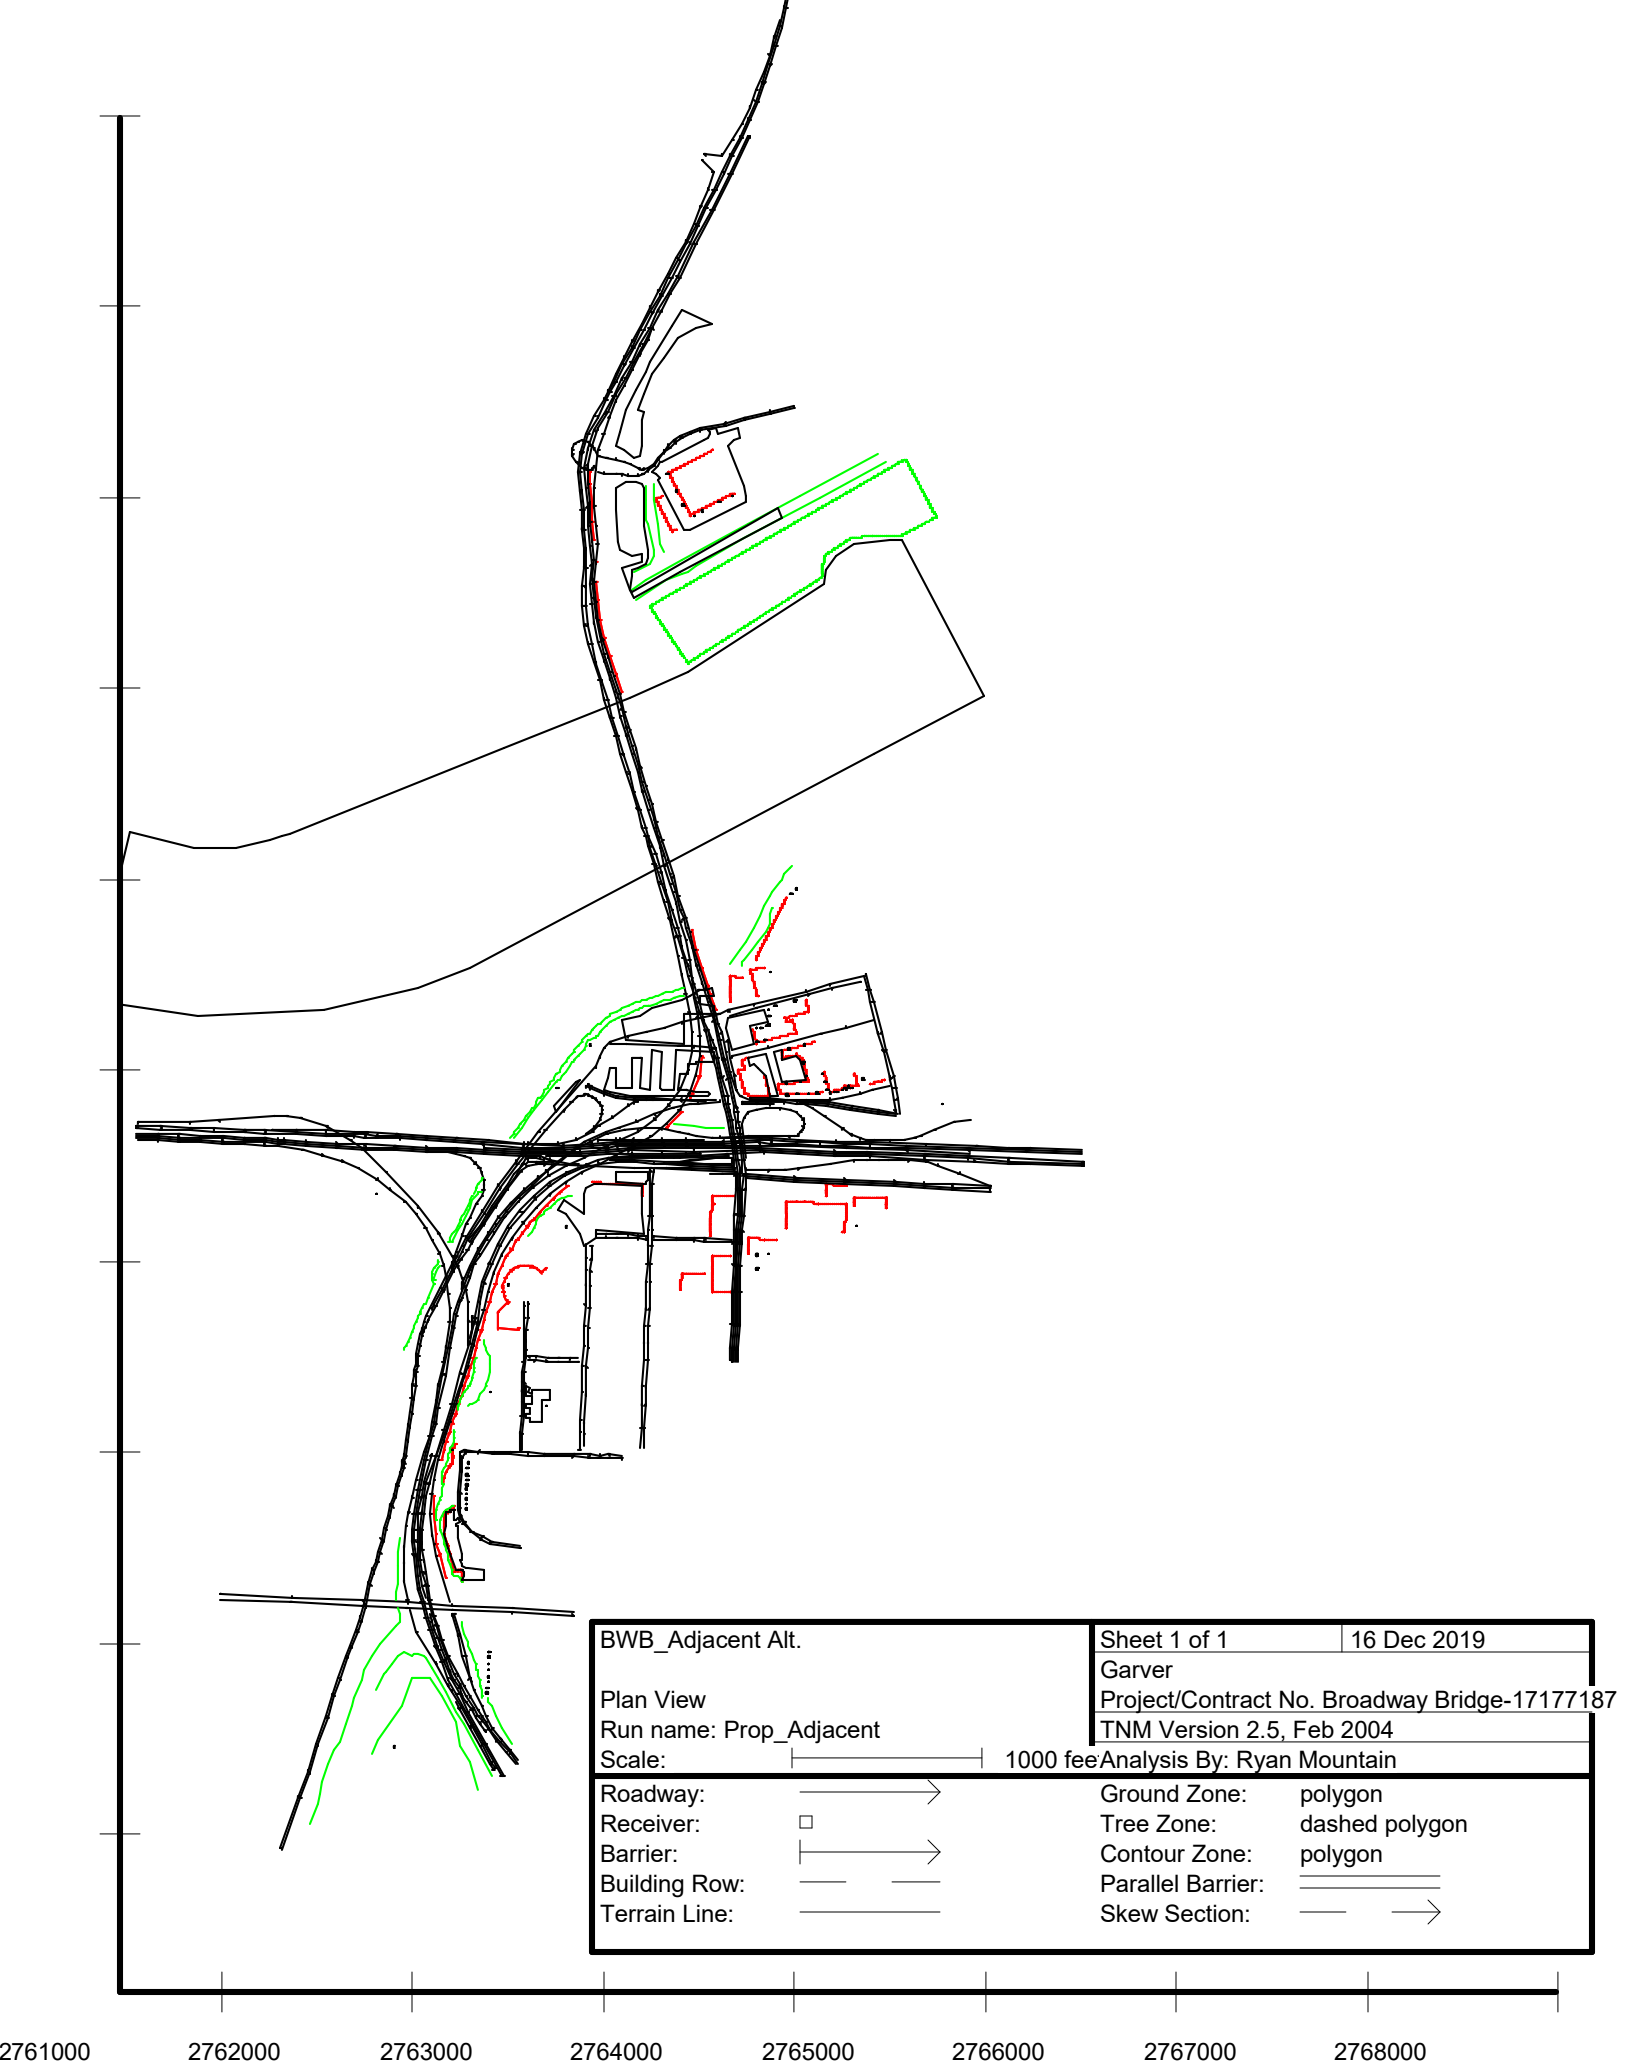 BWB_Adjacent Alt.
Sheet 1 of 1
16 Dec 2019
Garver
Plan View
Project/Contract No. Broadway Bridge-17177187
Run name: Prop_Adjacent
TNM Version 2.5, Feb 2004
Scale:
1000 fee
Analysis By: Ryan Mountain
Roadway:
Ground Zone:
polygon
Receiver:
Tree Zone:
dashed polygon
Barrier:
Contour Zone:
polygon
Building Row:
Parallel Barrier:
Terrain Line:
Skew Section:
2761000
2762000
2763000
2764000
2765000
2766000
2767000
2768000